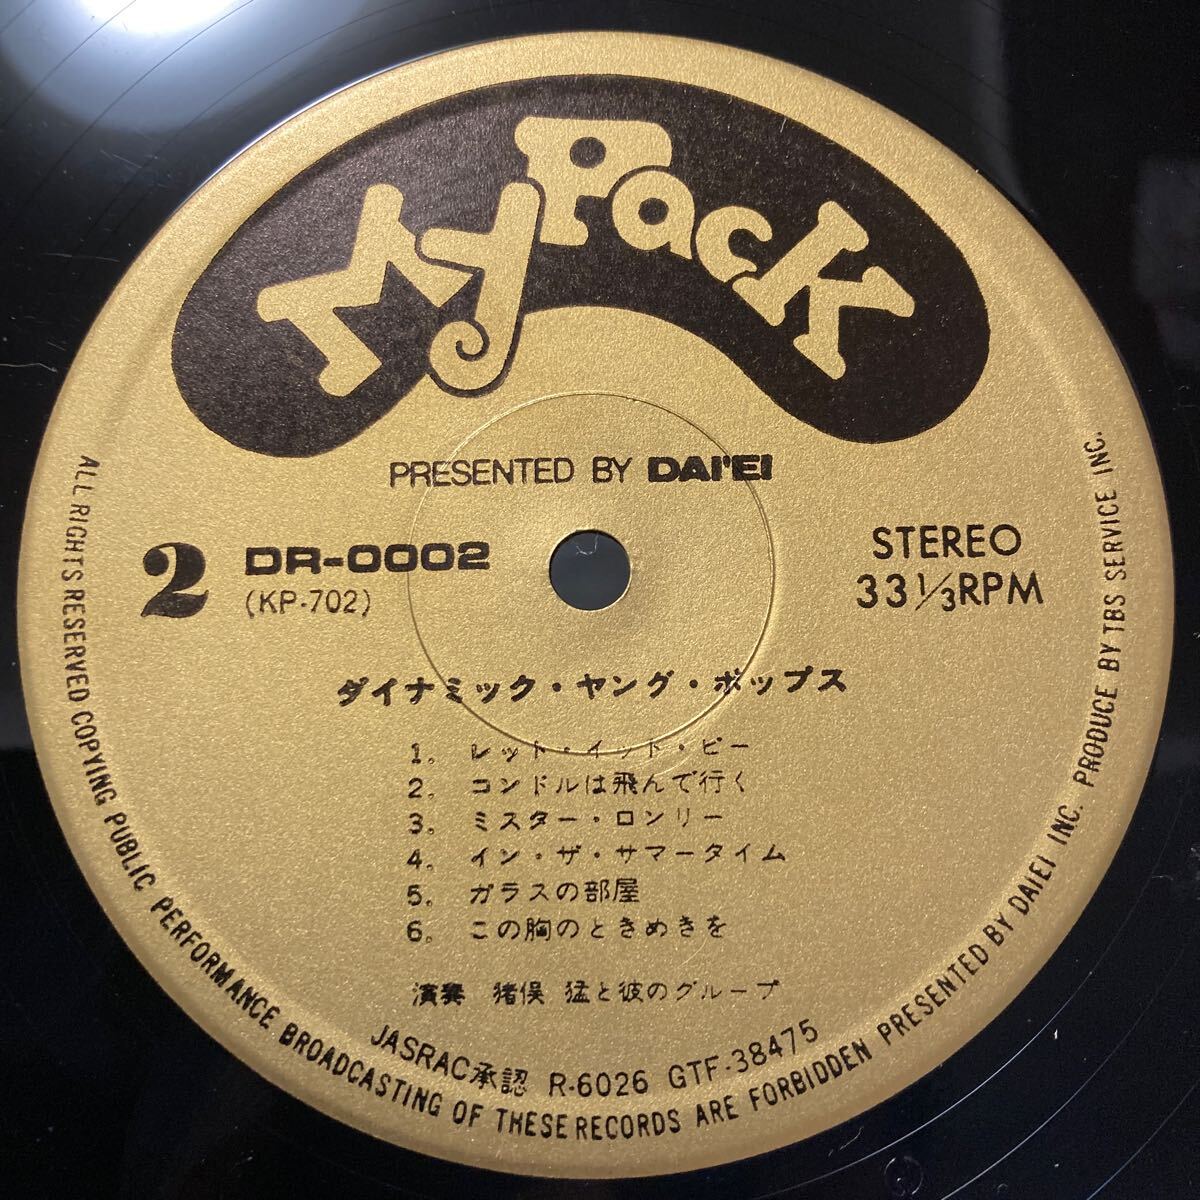 My Pack
PRESENTED BY DAI'EI
2 DR-0002
(KP-702)
STEREO
33 1/3 RPM
ダイナミック・ヤング・ポップス
1。 レット・イット・ビー
2。 コンドルは飛んで行く
3。 ミスター・ロンリー
4。 イン・ザ・サマータイム
5。 ガラスの部屋
6。 この胸のときめきを
演奏 猪俣 猛と彼のグループ
JASRAC承認 R-6026 GTF-38475
ALL RIGHTS RESERVED COPYING PUBLIC PERFORMANCE BROADCASTING OF THESE RECORDS ARE FORBIDDEN PRESENTED BY DAIEI INC. PRODUCE BY TBS SERVICE INC.